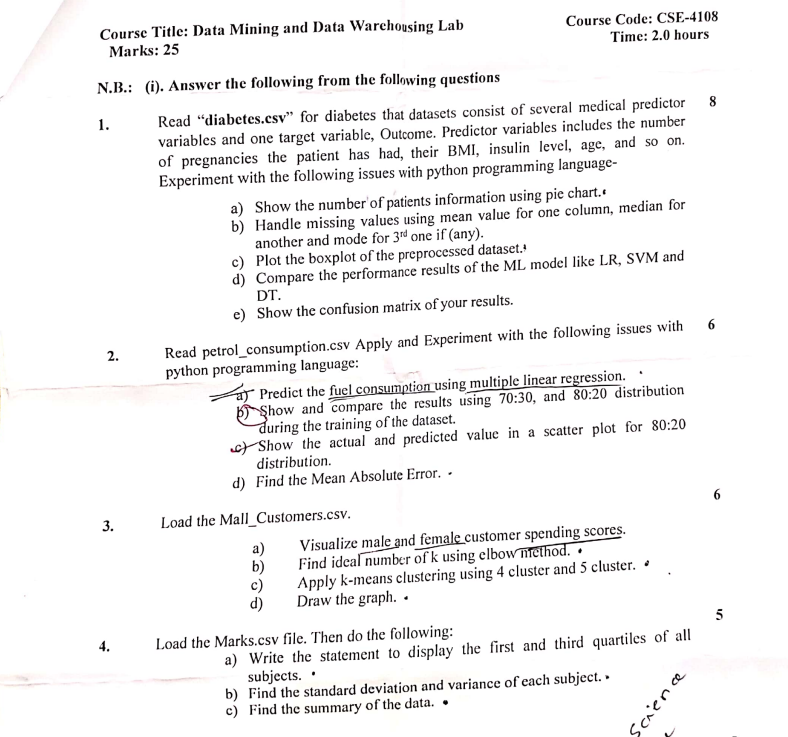 Course Title: Data Mining and Data Warehousing Lab
Course Code: CSE-4108
Marks: 25
Time: 2.0 hours
N.B.: (i). Answer the following from the following questions
1. Read “diabetes.csv” for diabetes that datasets consist of several medical predictor 8
variables and one target variable, Outcome. Predictor variables includes the number
of pregnancies the patient has had, their BMI, insulin level, age, and so on.
Experiment with the following issues with python programming language-
a) Show the number of patients information using pie chart.
b) Handle missing values using mean value for one column, median for
another and mode for 3rd one if (any).
c) Plot the boxplot of the preprocessed dataset.
d) Compare the performance results of the ML model like LR, SVM and
DT.
e) Show the confusion matrix of your results.
2. Read petrol_consumption.csv Apply and Experiment with the following issues with 6
python programming language:
a) Predict the fuel consumption using multiple linear regression.
b) Show and compare the results using 70:30, and 80:20 distribution
during the training of the dataset.
c) Show the actual and predicted value in a scatter plot for 80:20
distribution.
d) Find the Mean Absolute Error.
3. Load the Mall_Customers.csv. 6
a) Visualize male and female customer spending scores.
b) Find ideal number of k using elbow method.
c) Apply k-means clustering using 4 cluster and 5 cluster.
d) Draw the graph.
4. Load the Marks.csv file. Then do the following: 5
a) Write the statement to display the first and third quartiles of all
subjects.
b) Find the standard deviation and variance of each subject.
c) Find the summary of the data.